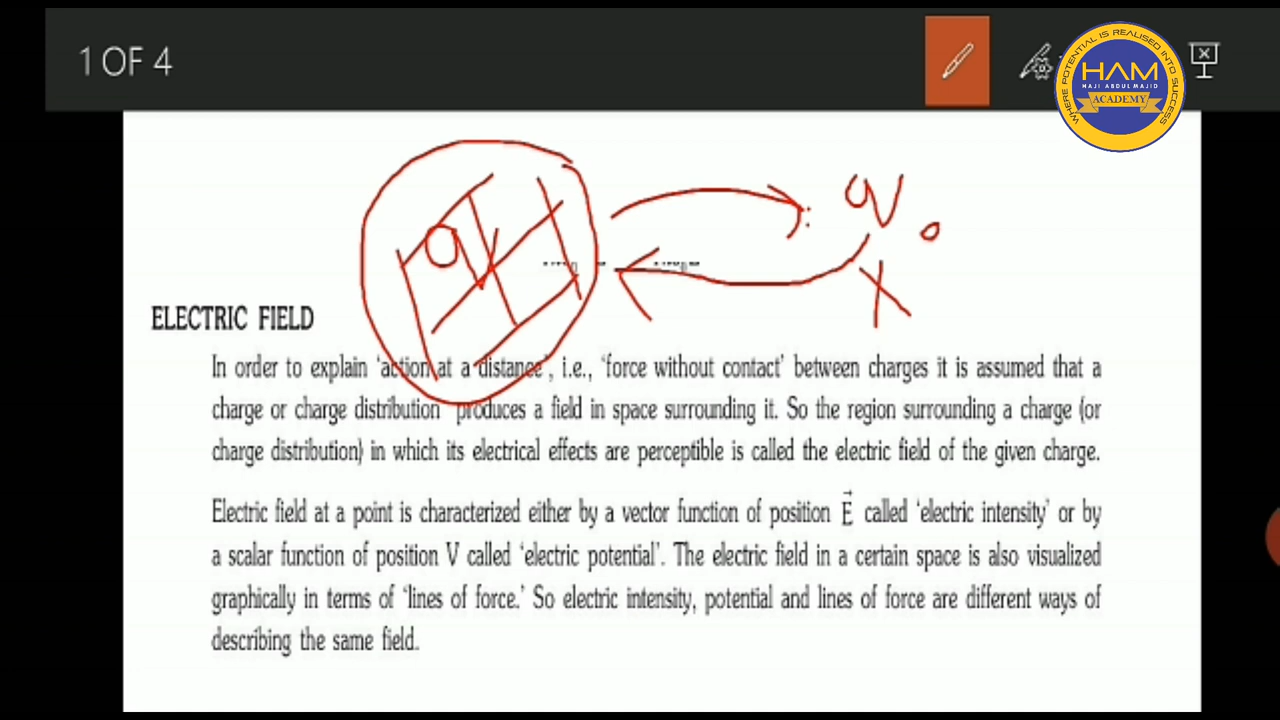 1 OF 4
WHERE POTENTIAL IS REALISED INTO SUCCESS
HAM
HAJI ABDUL MAJID
ACADEMY
q
q₀
ELECTRIC FIELD
In order to explain ‘action at a distance’, i.e., ‘force without contact’ between charges it is assumed that a
charge or charge distribution produces a field in space surrounding it. So the region surrounding a charge (or
charge distribution) in which its electrical effects are perceptible is called the electric field of the given charge.
Electric field at a point is characterized either by a vector function of position E⃗ called ‘electric intensity’ or by
a scalar function of position V called ‘electric potential’. The electric field in a certain space is also visualized
graphically in terms of ‘lines of force.’ So electric intensity, potential and lines of force are different ways of
describing the same field.